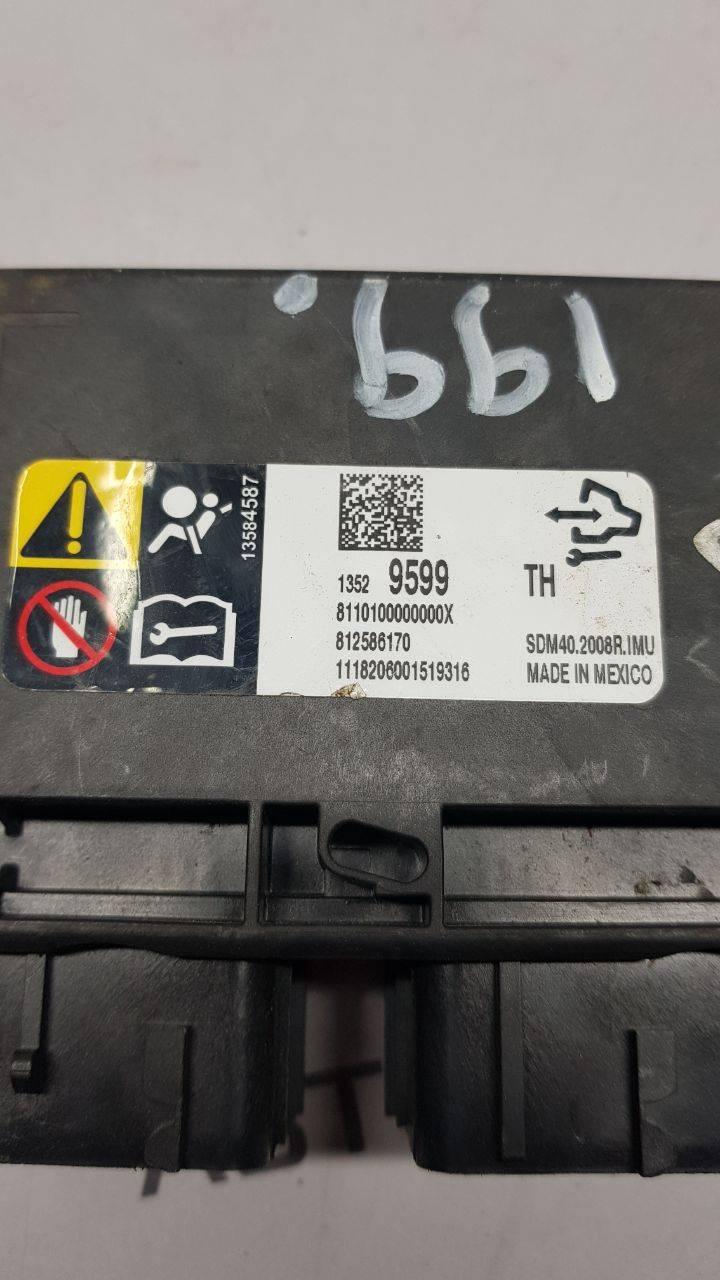 199.
13584587
1352 9599 TH
8110100000000X
812586170 SDM40.2008R.IMU
1118206001519316 MADE IN MEXICO